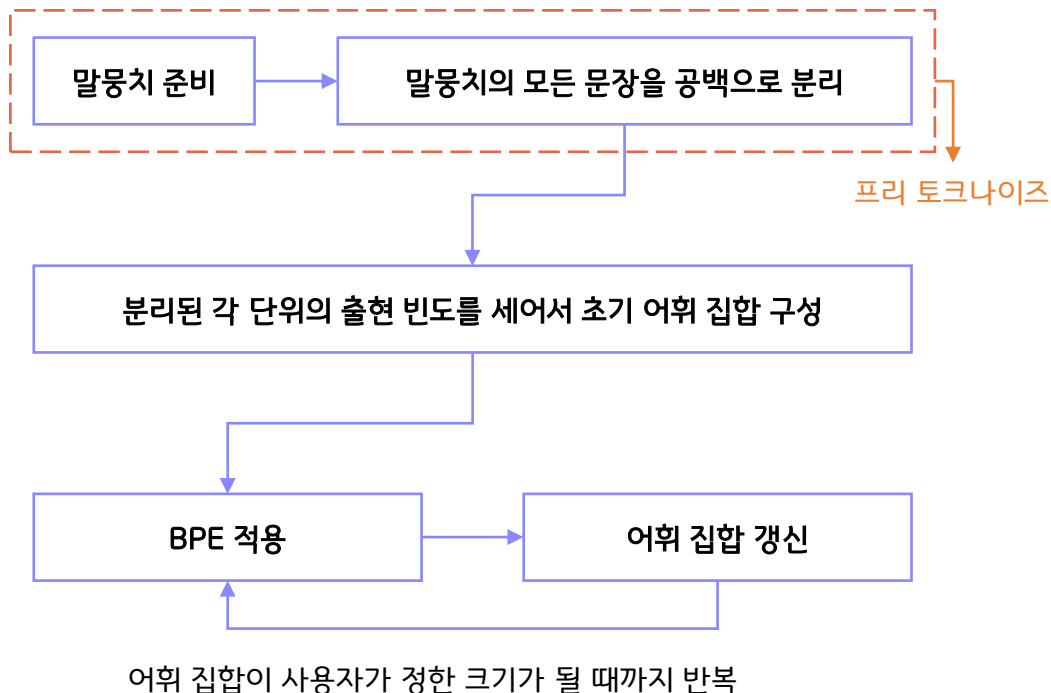 말뭉치 준비
말뭉치의 모든 문장을 공백으로 분리
프리 토크나이즈
분리된 각 단위의 출현 빈도를 세어서 초기 어휘 집합 구성
BPE 적용
어휘 집합 갱신
어휘 집합이 사용자가 정한 크기가 될 때까지 반복